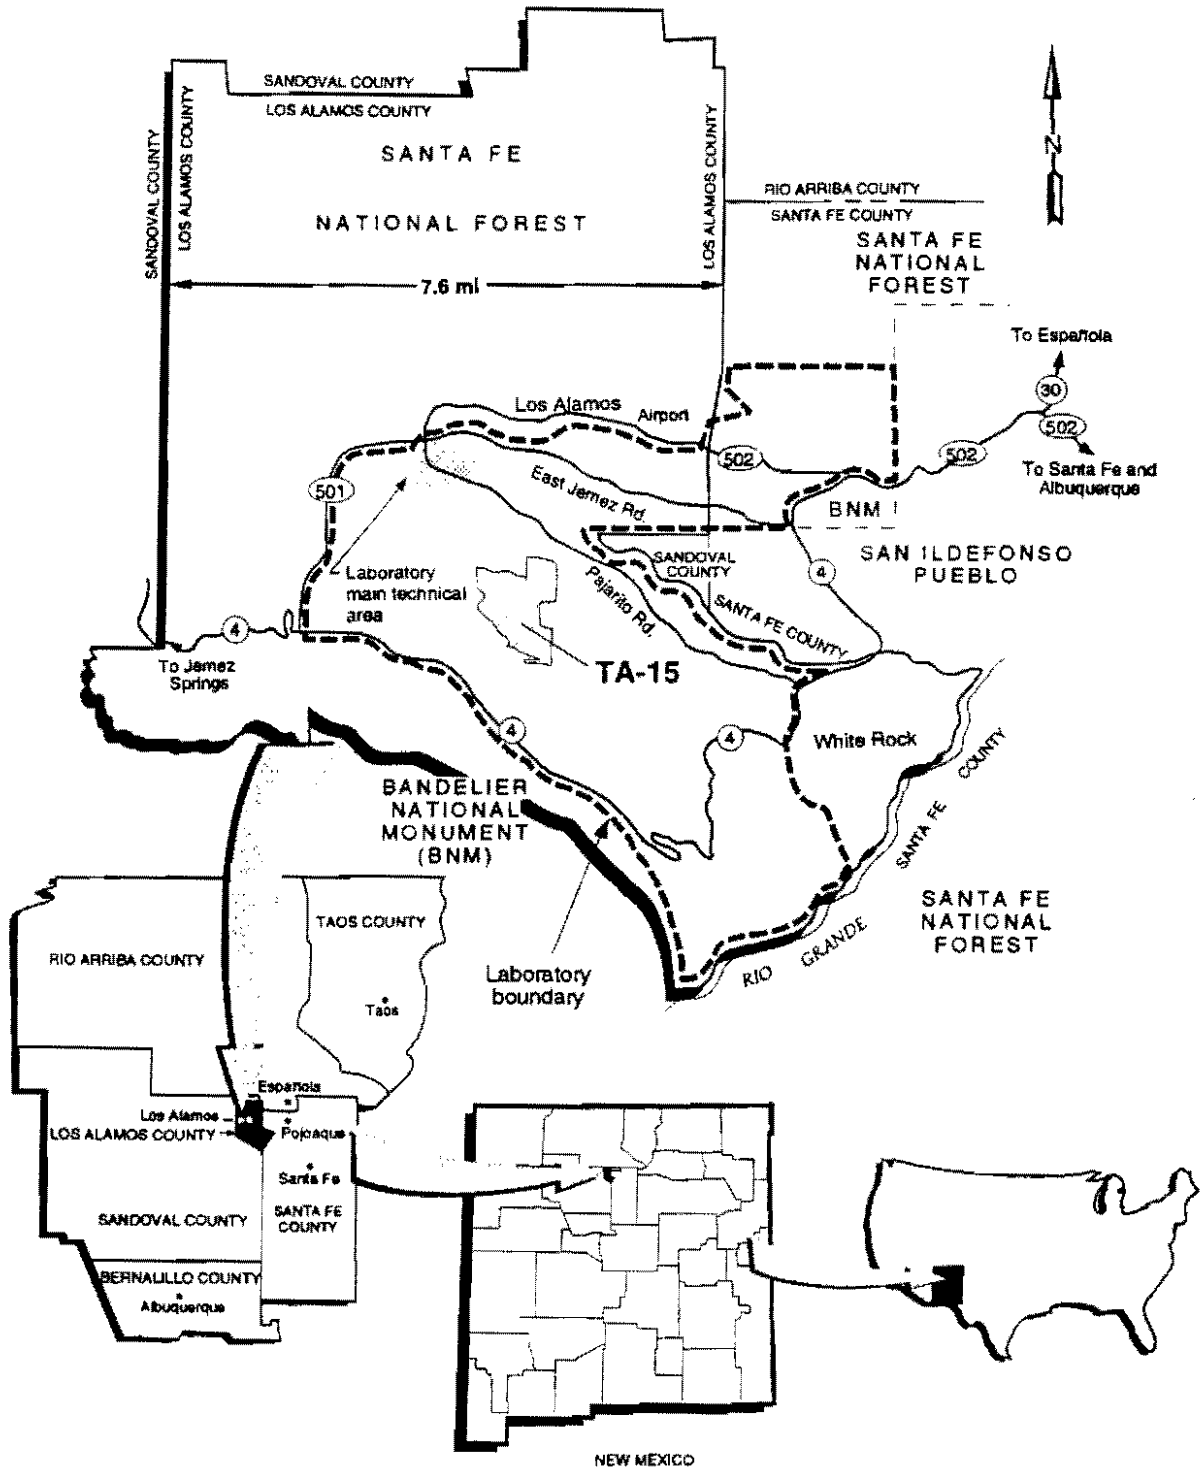 SANDOVAL COUNTY
LOS ALAMOS COUNTY
SANDOVAL COUNTY
LOS ALAMOS COUNTY
SANTA FE
NATIONAL FOREST
LOS ALAMOS COUNTY
N
RIO ARRIBA COUNTY
SANTA FE COUNTY
SANTA FE
NATIONAL
FOREST
7.6 mi
To Española
30
502
To Santa Fe and
Albuquerque
Los Alamos
Airport
502
502
501
East Jemez Rd.
BNM
SAN ILDEFONSO
PUEBLO
Laboratory
main technical
area
SANDOVAL
COUNTY
Pajarito Rd.
SANTA FE COUNTY
4
4
To Jemez
Springs
TA-15
4
4
White Rock
SANTA FE COUNTY
BANDELIER
NATIONAL
MONUMENT
(BNM)
SANTA FE
NATIONAL
FOREST
RIO GRANDE
Laboratory
boundary
TAOS COUNTY
RIO ARRIBA COUNTY
Taos
Española
Los Alamos
LOS ALAMOS COUNTY
Pojoaque
Santa Fe
SANDOVAL COUNTY
SANTA FE
COUNTY
BERNALILLO COUNTY
Albuquerque
NEW MEXICO